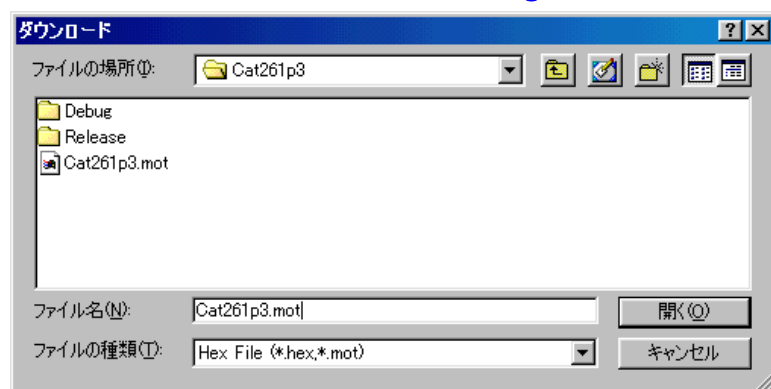 ダウンロード
ファイルの場所(I): Cat261p3
Debug
Release
Cat261p3.mot
ファイル名(N): Cat261p3.mot 開く(O)
ファイルの種類(T): Hex File (*.hex,*.mot) キャンセル